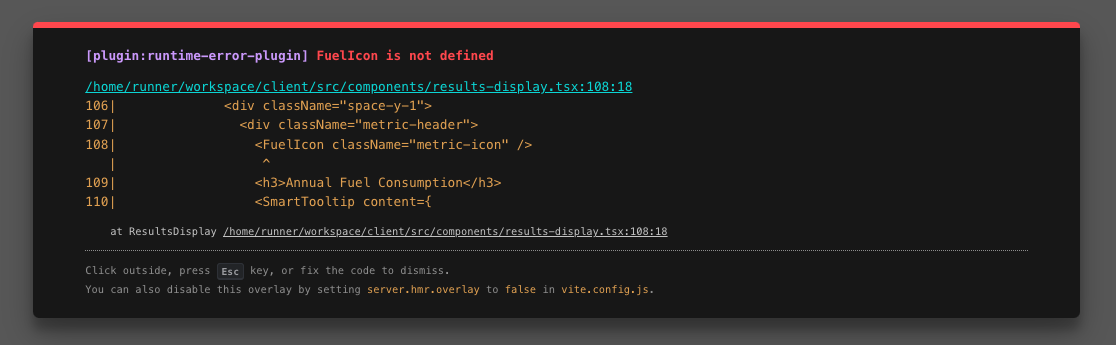 [plugin:runtime-error-plugin] FuelIcon is not defined
/home/runner/workspace/client/src/components/results-display.tsx:108:18
106|              <div className="space-y-1">
107|                <div className="metric-header">
108|                  <FuelIcon className="metric-icon" />
   |                   ^
109|                  <h3>Annual Fuel Consumption</h3>
110|                  <SmartTooltip content={
at ResultsDisplay /home/runner/workspace/client/src/components/results-display.tsx:108:18
Click outside, press Esc key, or fix the code to dismiss.
You can also disable this overlay by setting server.hmr.overlay to false in vite.config.js.